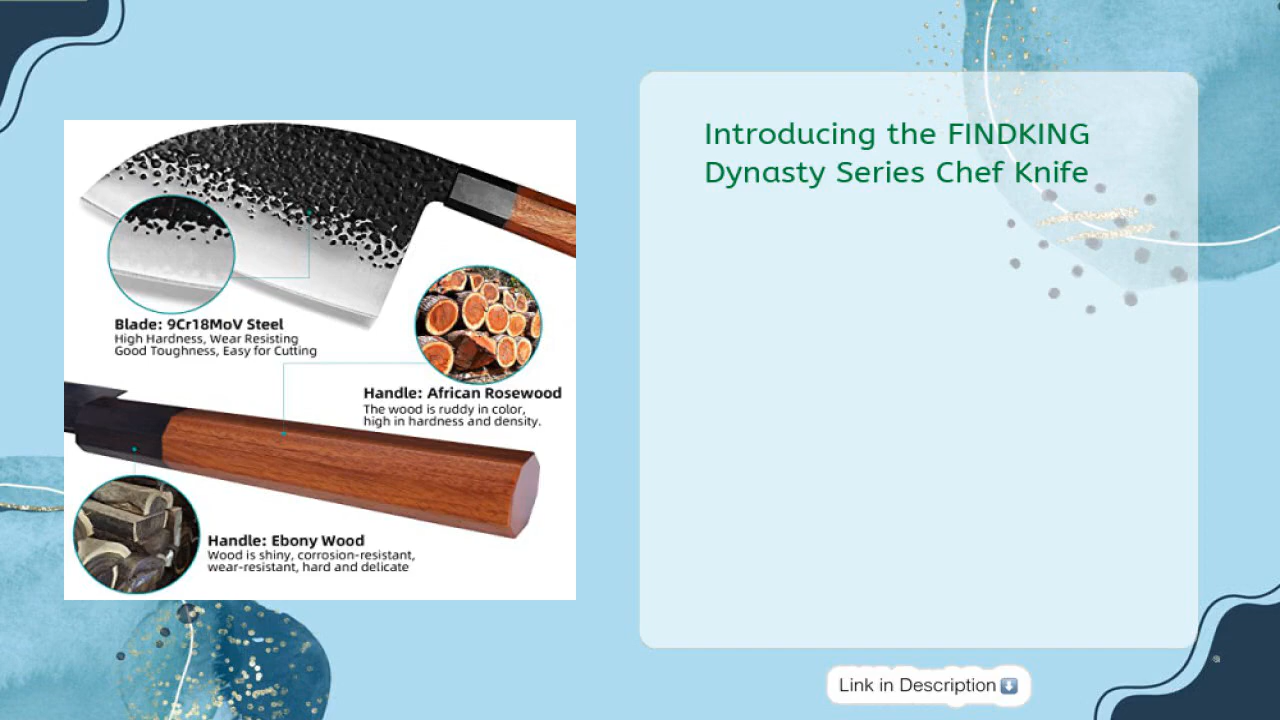 Introducing the FINDKING
Dynasty Series Chef Knife
Blade: 9Cr18MoV Steel
High Hardness, Wear Resisting
Good Toughness, Easy for Cutting
Handle: African Rosewood
The wood is ruddy in color,
high in hardness and density.
Handle: Ebony Wood
Wood is shiny, corrosion-resistant,
wear-resistant, hard and delicate
Link in Description⬇️